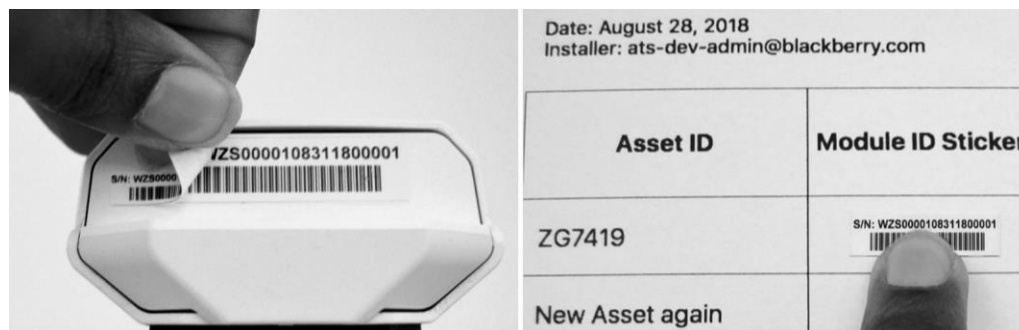 WZS0000108311800001
S/N: WZS0000
Date: August 28, 2018
Installer: ats-dev-admin@blackberry.com
Asset ID
Module ID Sticker
ZG7419
S/N: WZS0000108311800001
New Asset again